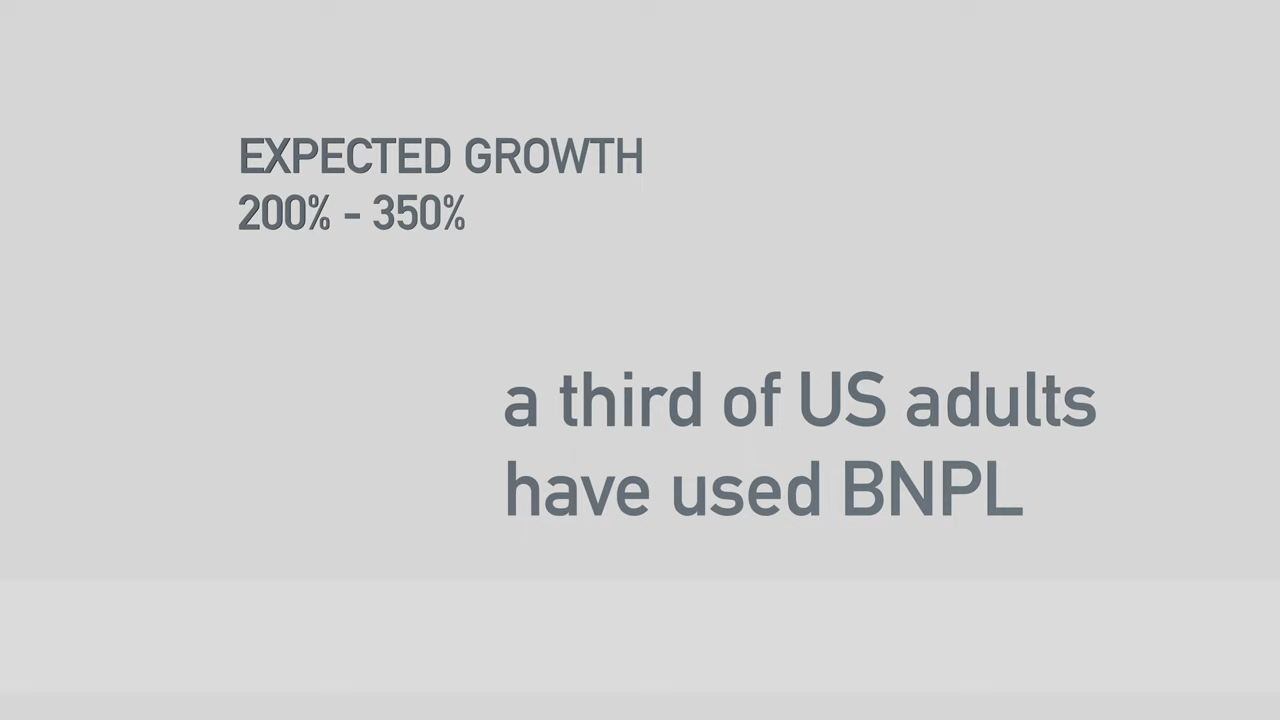 EXPECTED GROWTH
200% - 350%
a third of US adults
have used BNPL